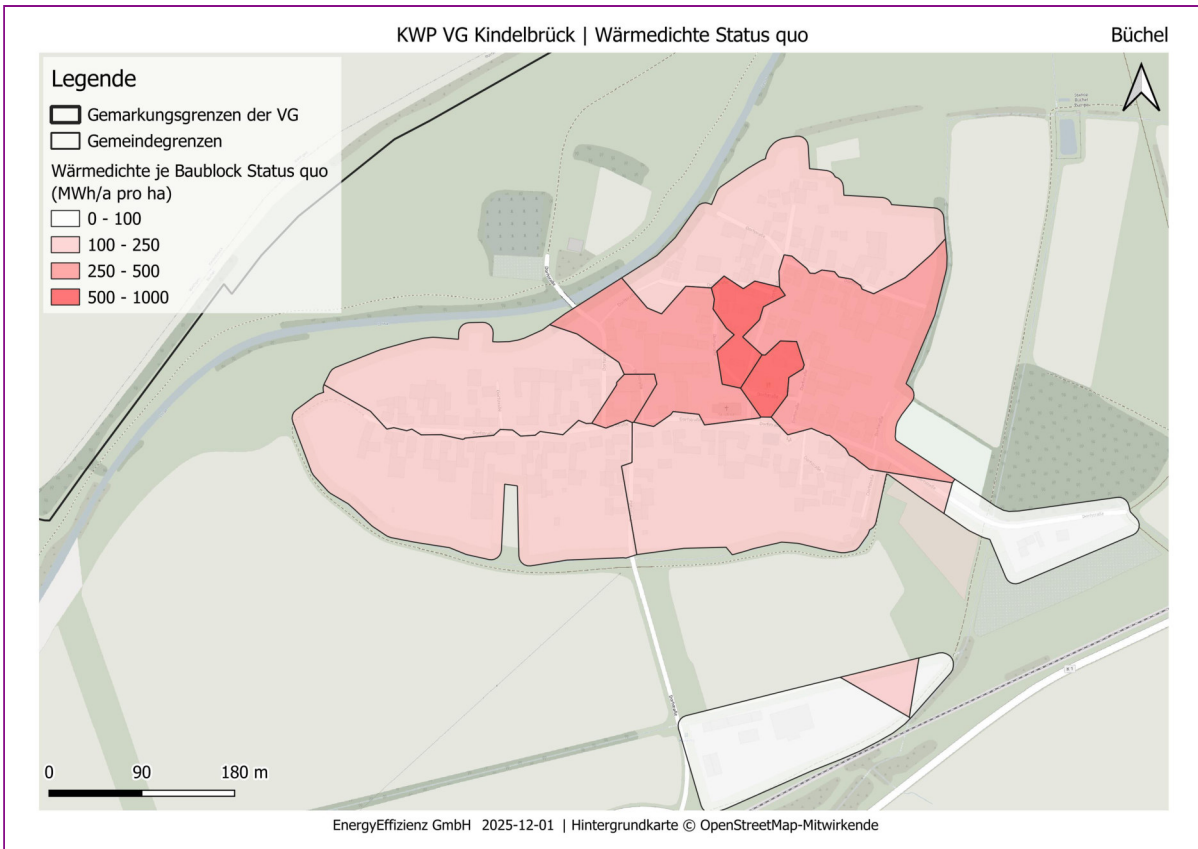 KWP VG Kindelbrück | Wärmedichte Status quo
Büchel
Legende
Gemarkungsgrenzen der VG
Gemeindegrenzen
Wärmedichte je Baublock Status quo
(MWh/a pro ha)
0 - 100
100 - 250
250 - 500
500 - 1000
0 90 180 m
EnergyEffizienz GmbH 2025-12-01 | Hintergrundkarte © OpenStreetMap-Mitwirkende